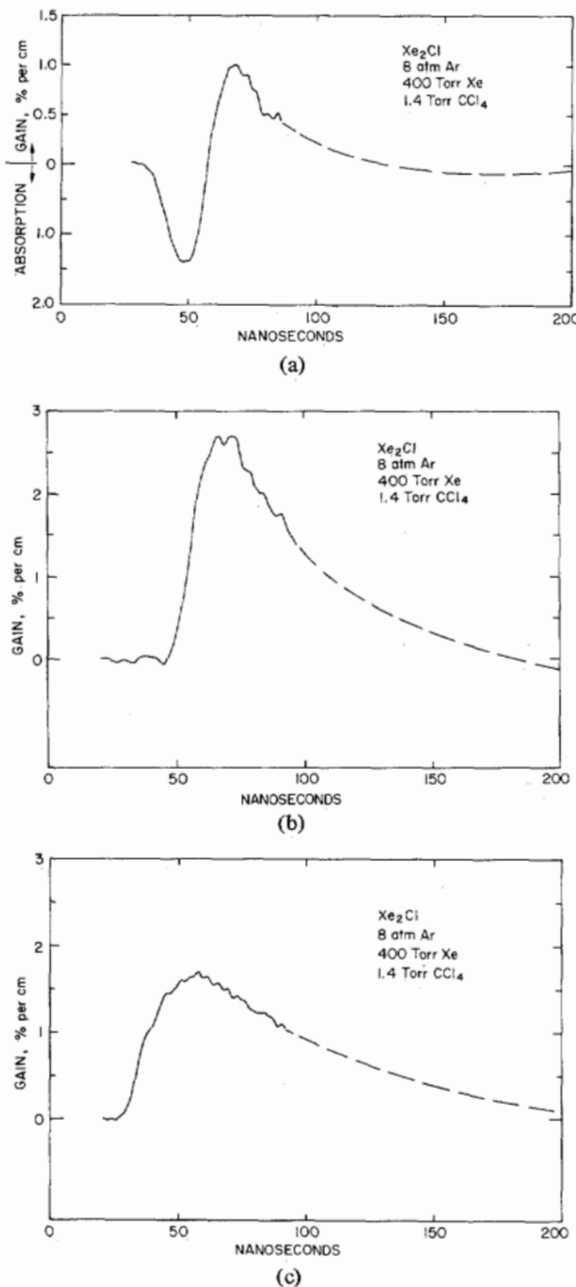 1.5
1.0
0.5
0
1.0
2.0
ABSORPTION | GAIN, % per cm
Xe₂Cl
8 atm Ar
400 Torr Xe
1.4 Torr CCl₄
0 50 100 150 200
NANOSECONDS
(a)
3
2
1
0
GAIN, % per cm
Xe₂Cl
8 atm Ar
400 Torr Xe
1.4 Torr CCl₄
0 50 100 150 200
NANOSECONDS
(b)
3
2
1
0
GAIN, % per cm
Xe₂Cl
8 atm Ar
400 Torr Xe
1.4 Torr CCl₄
0 50 100 150 200
NANOSECONDS
(c)